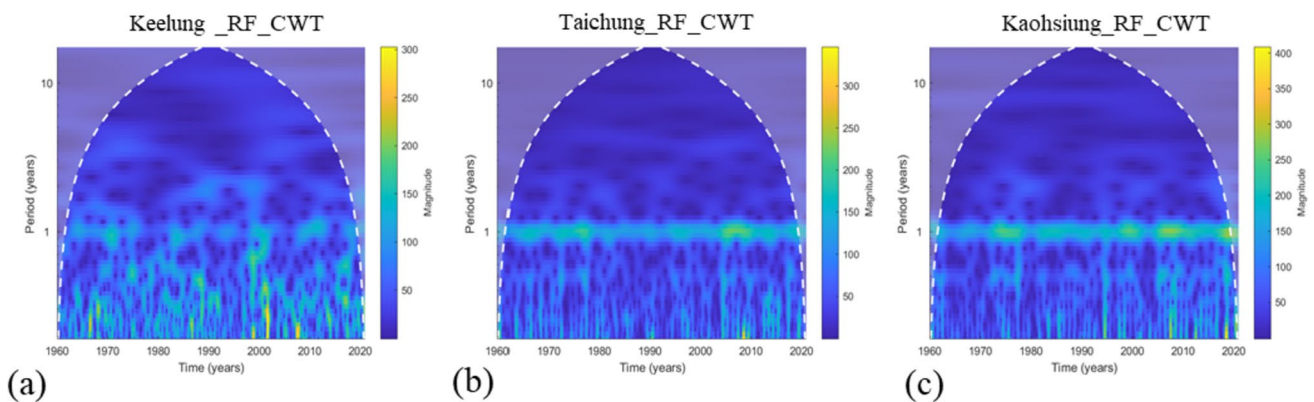 Keelung _RF_CWT
10
1
Period (years)
1960 1970 1980 1990 2000 2010 2020
Time (years)
300
250
200
150
100
50
Magnitude
(a)
Taichung_RF_CWT
10
1
Period (years)
1960 1970 1980 1990 2000 2010 2020
Time (years)
300
250
200
150
100
50
Magnitude
(b)
Kaohsiung_RF_CWT
10
1
Period (years)
1960 1970 1980 1990 2000 2010 2020
Time (years)
400
350
300
250
200
150
100
50
Magnitude
(c)